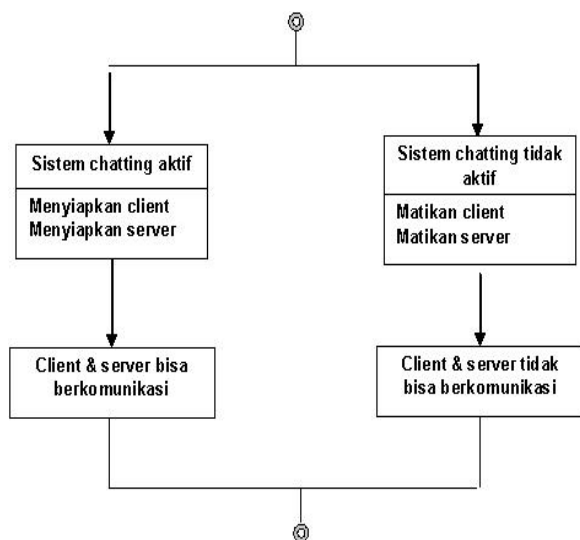 Sistem chatting aktif
Menyiapkan client
Menyiapkan server
Sistem chatting tidak
aktif
Matikan client
Matikan server
Client & server bisa
berkomunikasi
Client & server tidak
bisa berkomunikasi